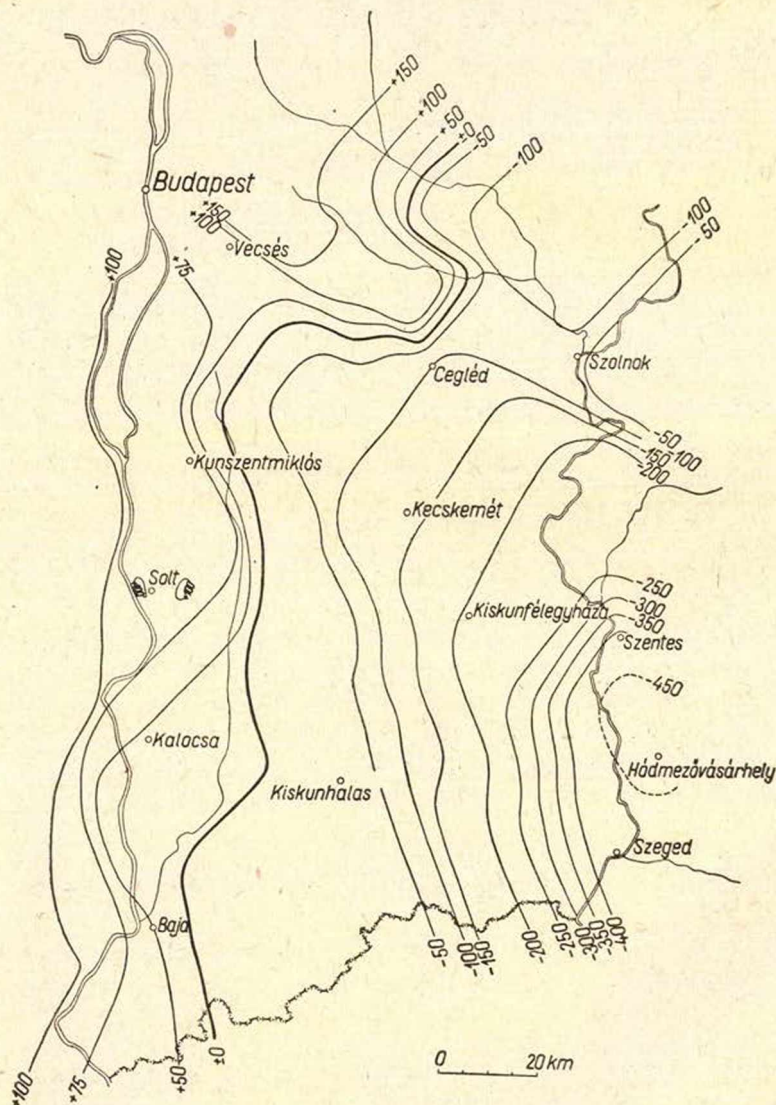 +150
+100
+50
±0
-50
-100
-100
-50
Budapest
+150
+100
Vecsés
+100
+75
Szolnok
Cegléd
-50
-100
-150
-200
Kunszentmiklós
Kecskemét
Solt
-250
-300
-350
Kiskunfélegyháza
Szentes
-450
Kalocsa
Hódmezővásárhely
Kiskunhalas
Szeged
Baja
-50
-100
-150
-200
-250
-300
-350
-400
±0
+50
+75
+100
0 20 km